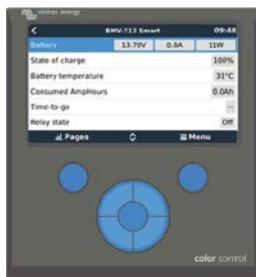 victron energy
< BMV-712 Smart 09:48
Battery 13.70V 0.8A 11W
State of charge 100%
Battery temperature 31°C
Consumed AmpHours 0.0Ah
Time-to-go --
Relay state Off
Pages Menu
color control